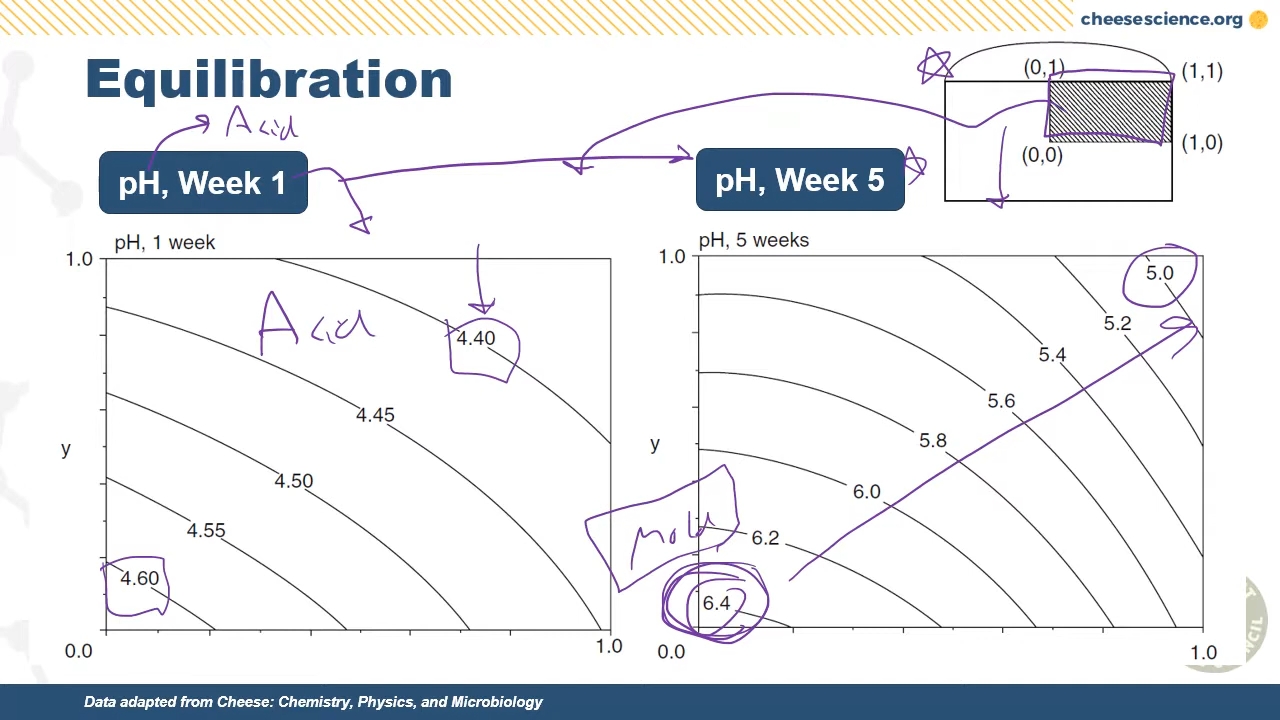 cheesescience.org
Equilibration
(0,1)
(1,1)
Acid
(0,0)
(1,0)
pH, Week 1
pH, Week 5
pH, 1 week
pH, 5 weeks
1.0
4.40
Acid
4.45
y
4.50
4.55
4.60
0.0
1.0
1.0
5.0
5.2
5.4
5.6
y
5.8
6.0
Mold
6.2
6.4
0.0
1.0
Data adapted from Cheese: Chemistry, Physics, and Microbiology